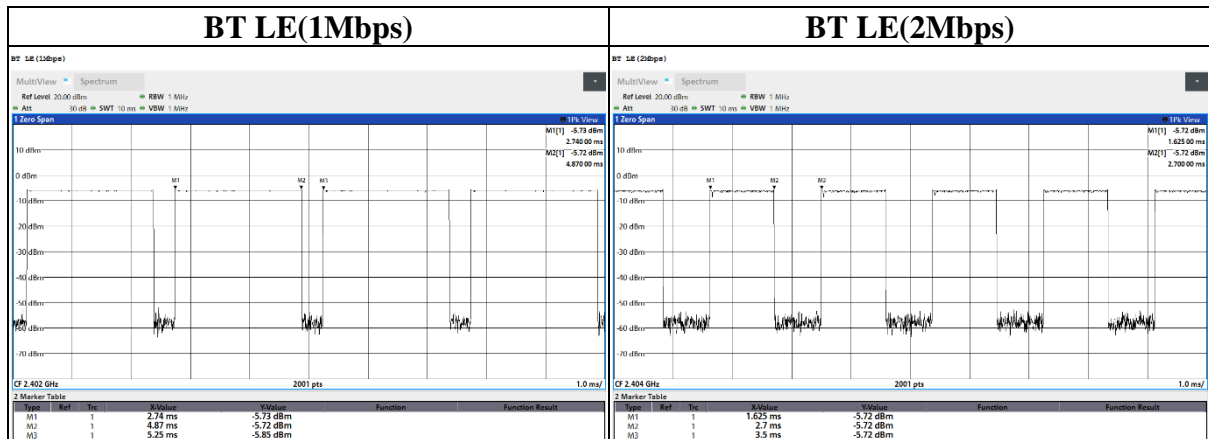 BT LE(1Mbps)
BT LE(2Mbps)
BT LE(1Mbps)
MultiView Spectrum
Ref Level 20.00 dBm RBW 1 MHz
Att 30 dB SWT 10 ms VBW 1 MHz
1 Zero Span 1Pk View
M1[1] -5.73 dBm
2.740 00 ms
M2[1] -5.72 dBm
4.870 00 ms
10 dBm
0 dBm
M1 M2 M3
-10 dBm
-20 dBm
-30 dBm
-40 dBm
-50 dBm
-60 dBm
-70 dBm
CF 2.402 GHz 2001 pts 1.0 ms/
2 Marker Table
Type Ref Trc X-Value Y-Value Function Function Result
M1 1 2.74 ms -5.73 dBm
M2 1 4.87 ms -5.72 dBm
M3 1 5.25 ms -5.85 dBm
BT LE(2Mbps)
MultiView Spectrum
Ref Level 20.00 dBm RBW 1 MHz
Att 30 dB SWT 10 ms VBW 1 MHz
1 Zero Span 1Pk View
M1[1] -5.72 dBm
1.625 00 ms
M2[1] -5.72 dBm
2.700 00 ms
10 dBm
0 dBm
M1 M2 M3
-10 dBm
-20 dBm
-30 dBm
-40 dBm
-50 dBm
-60 dBm
-70 dBm
CF 2.404 GHz 2001 pts 1.0 ms/
2 Marker Table
Type Ref Trc X-Value Y-Value Function Function Result
M1 1 1.625 ms -5.72 dBm
M2 1 2.7 ms -5.72 dBm
M3 1 3.5 ms -5.72 dBm